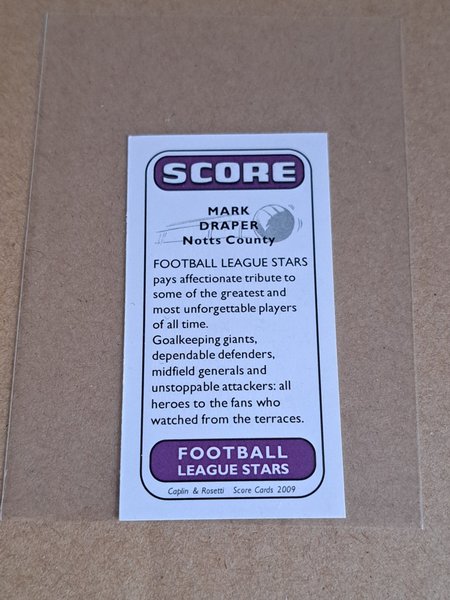 SCORE
MARK
DRAPER
Notts County
FOOTBALL LEAGUE STARS
pays affectionate tribute to
some of the greatest and
most unforgettable players
of all time.
Goalkeeping giants,
dependable defenders,
midfield generals and
unstoppable attackers: all
heroes to the fans who
watched from the terraces.
FOOTBALL
LEAGUE STARS
Caplin & Rosetti Score Cards 2009